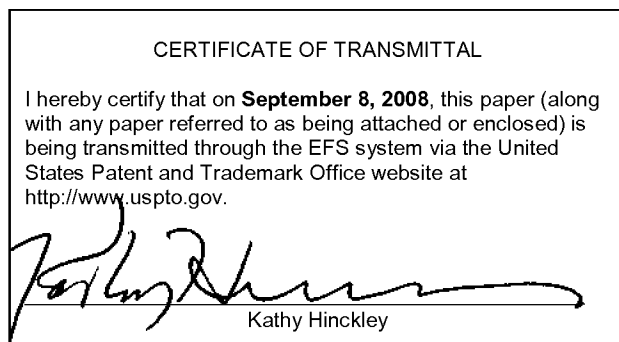 CERTIFICATE OF TRANSMITTAL
I hereby certify that on September 8, 2008, this paper (along
with any paper referred to as being attached or enclosed) is
being transmitted through the EFS system via the United
States Patent and Trademark Office website at
http://www.uspto.gov.
Kathy Hinckley